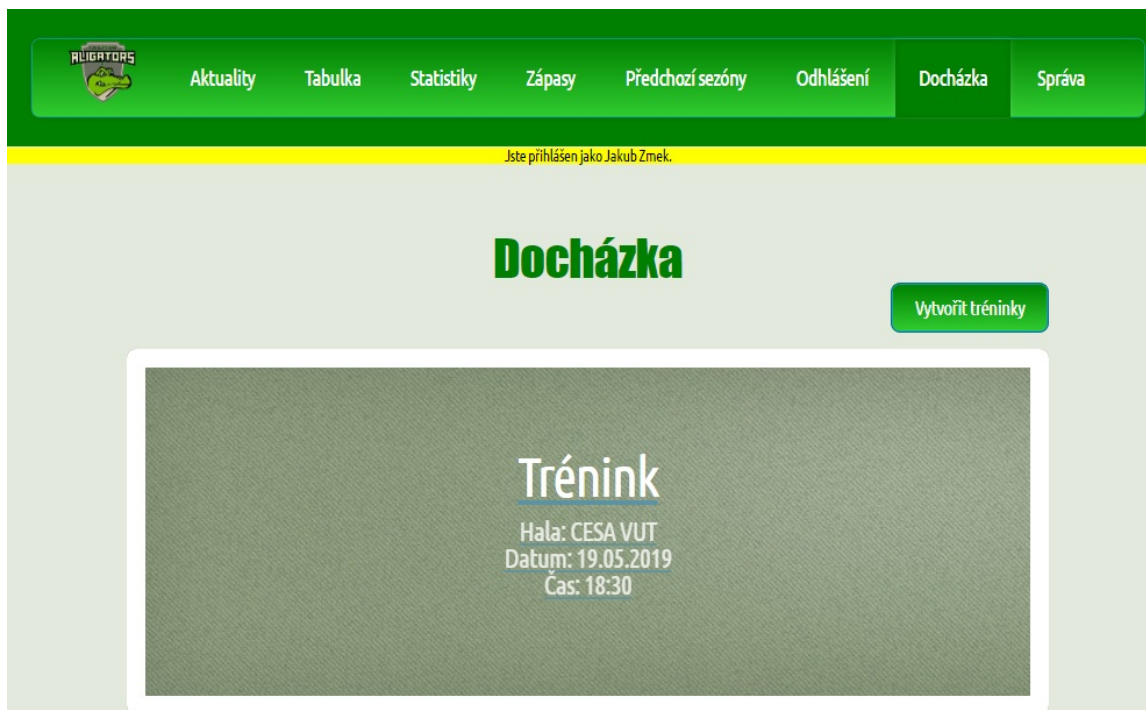 ALIGATORS
Aktuality Tabulka Statistiky Zápasy Předchozí sezóny Odhlášení Docházka Správa
Jste přihlášen jako Jakub Zmek.
Docházka
Vytvořit tréninky
Trénink
Hala: CESA VUT
Datum: 19.05.2019
Čas: 18:30